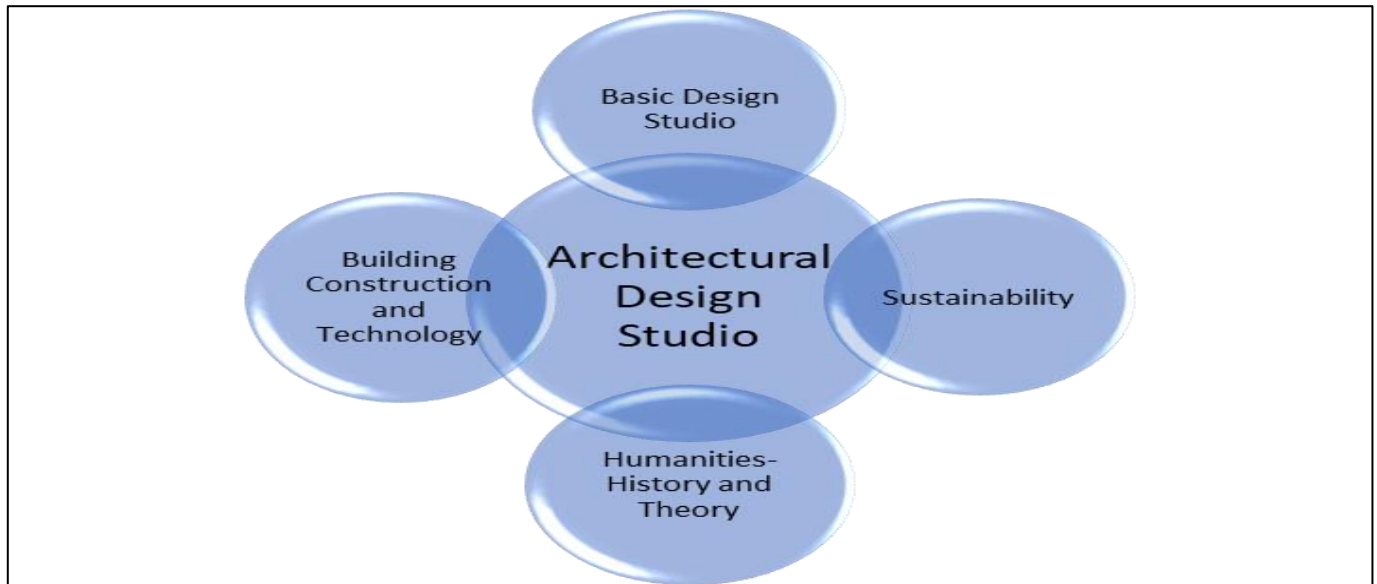 Basic Design
Studio
Building
Construction
and
Technology
Architectural
Design
Studio
Sustainability
Humanities-
History and
Theory